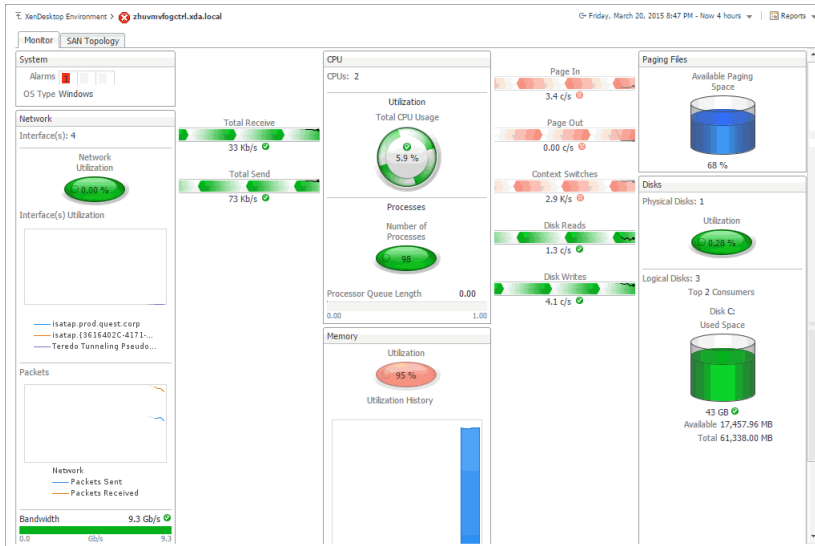 XenDesktop Environment > zhuvmvfogctrl.xda.local
Friday, March 20, 2015 8:47 PM - Now 4 hours
Reports
Monitor
SAN Topology
System
Alarms 1
OS Type Windows
Network
Interface(s): 4
Network
Utilization
0.00 %
Interface(s) Utilization
isatap.prod.quest.corp
isatap.{3616402C-4171-...
Teredo Tunneling Pseudo...
Packets
Network
Packets Sent
Packets Received
Bandwidth 9.3 Gb/s
0.0 Gb/s 9.3
Total Receive
33 Kb/s
Total Send
73 Kb/s
CPU
CPUs: 2
Utilization
Total CPU Usage
5.9 %
Processes
Number of
Processes
98
Processor Queue Length 0.00
0.00 1.00
Memory
Utilization
95 %
Utilization History
Page In
3.4 c/s
Page Out
0.00 c/s
Context Switches
2.9 K/s
Disk Reads
1.3 c/s
Disk Writes
4.1 c/s
Paging Files
Available Paging
Space
68 %
Disks
Physical Disks: 1
Utilization
0.28 %
Logical Disks: 3
Top 2 Consumers
Disk C:
Used Space
43 GB
Available 17,457.96 MB
Total 61,338.00 MB